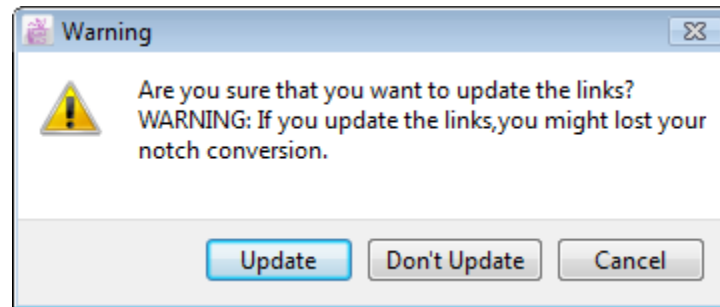 Warning
Are you sure that you want to update the links?
WARNING: If you update the links,you might lost your
notch conversion.
Update Don't Update Cancel